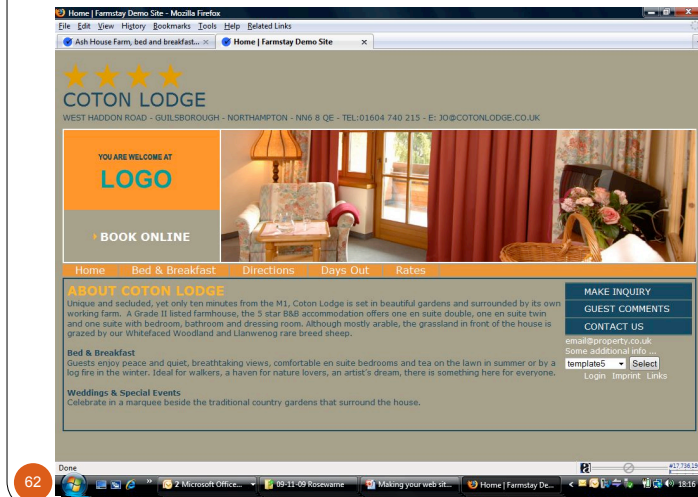 Home | Farmstay Demo Site - Mozilla Firefox
File Edit View History Bookmarks Tools Help Related Links
Ash House Farm, bed and breakfast... ×
Home | Farmstay Demo Site ×
COTON LODGE
WEST HADDON ROAD - GUILSBOROUGH - NORTHAMPTON - NN6 8 QE - TEL:01604 740 215 - E: JO@COTONLODGE.CO.UK
YOU ARE WELCOME AT
LOGO
BOOK ONLINE
Home Bed & Breakfast Directions Days Out Rates
ABOUT COTON LODGE
Unique and secluded, yet only ten minutes from the M1, Coton Lodge is set in beautiful gardens and surrounded by its own
working farm. A Grade II listed farmhouse, the 5 star B&B accommodation offers one en suite double, one en suite twin
and one suite with bedroom, bathroom and dressing room. Although mostly arable, the grassland in front of the house is
grazed by our Whitefaced Woodland and Llanwenog rare breed sheep.
Bed & Breakfast
Guests enjoy peace and quiet, breathtaking views, comfortable en suite bedrooms and tea on the lawn in summer or by a
log fire in the winter. Ideal for walkers, a haven for nature lovers, an artist's dream, there is something here for everyone.
Weddings & Special Events
Celebrate in a marquee beside the traditional country gardens that surround the house.
MAKE INQUIRY
GUEST COMMENTS
CONTACT US
email@property.co.uk
Some additional info ...
template5 Select
Login Imprint Links
Done
#17,736,19
2 Microsoft Office...
09-11-09 Rosewarne
Making your web sit...
Home | Farmstay De...
18:16
62